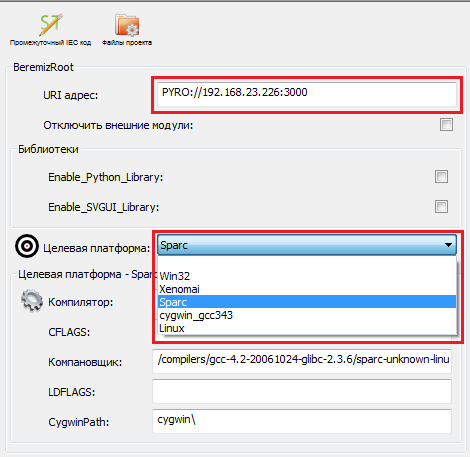 Промежуточный IEC код
Файлы проекта
BeremizRoot
URI адрес:
PYRO://192.168.23.226:3000
Отключить внешние модули:
Библиотеки
Enable_Python_Library:
Enable_SVGUI_Library:
Целевая платформа:
Sparc
Win32
Xenomai
Sparc
cygwin_gcc343
Linux
Целевая платформа - Sparc
Компилятор:
CFLAGS:
Компановщик:
/compilers/gcc-4.2-20061024-glibc-2.3.6/sparc-unknown-linu
LDFLAGS:
CygwinPath:
cygwin\